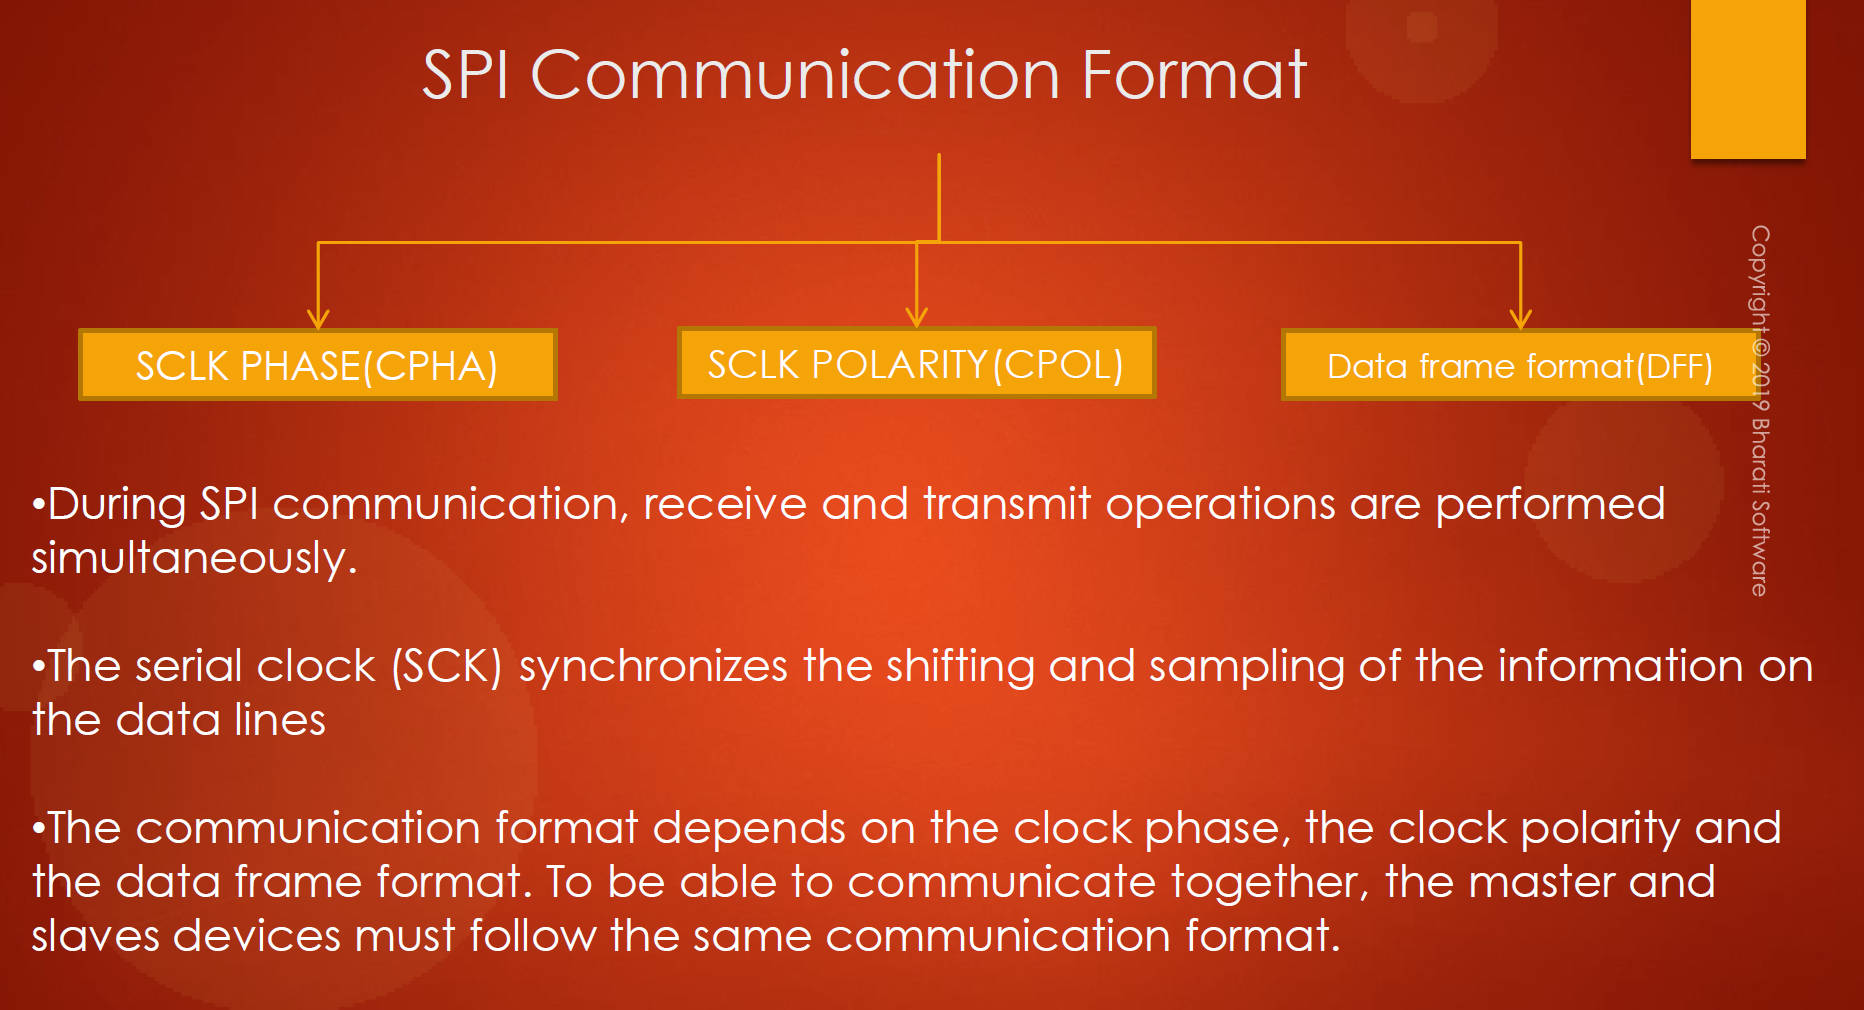 SPI Communication Format
SCLK PHASE(CPHA)
SCLK POLARITY(CPOL)
Data frame format(DFF)
Copyright © 2019 Bharati Software
•During SPI communication, receive and transmit operations are performed
simultaneously.
•The serial clock (SCK) synchronizes the shifting and sampling of the information on
the data lines
•The communication format depends on the clock phase, the clock polarity and
the data frame format. To be able to communicate together, the master and
slaves devices must follow the same communication format.